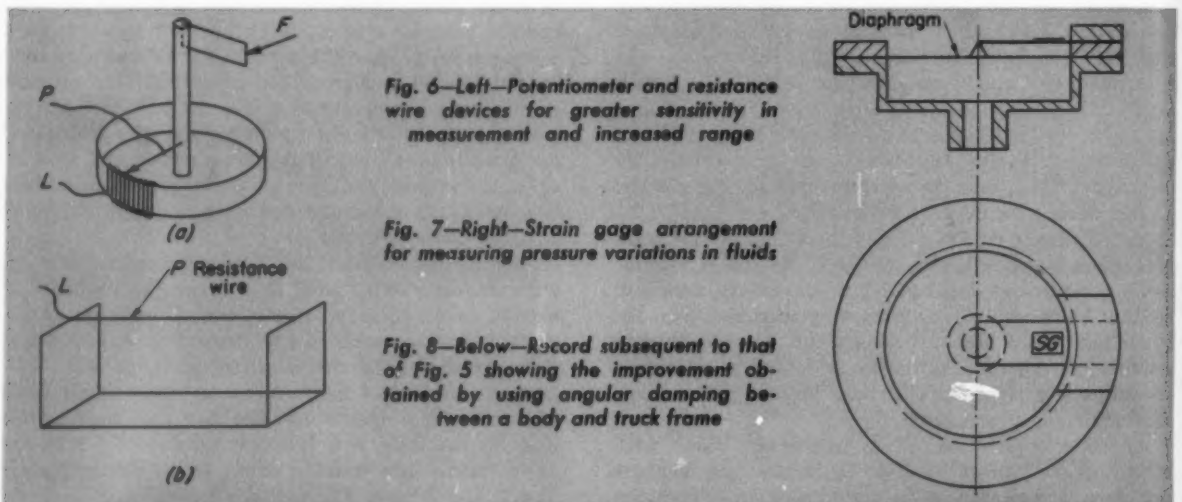 F
P
L
(a)
P Resistance
wire
L
(b)
Fig. 6—Left—Potentiometer and resistance
wire devices for greater sensitivity in
measurement and increased range
Fig. 7—Right—Strain gage arrangement
for measuring pressure variations in fluids
Fig. 8—Below—Record subsequent to that
of Fig. 5 showing the improvement ob-
tained by using angular damping be-
tween a body and truck frame
Diaphragm
SG